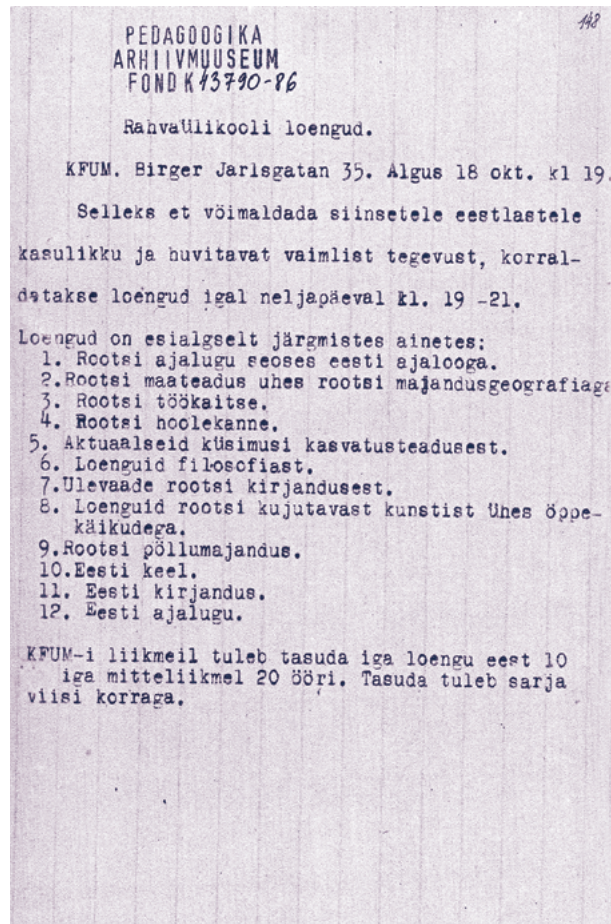 148
PEDAGOOGIKA
ARHIIVMUUSEUM
FOND K 13790-86
Rahvaülikooli loengud.
KFUM. Birger Jarlsgatan 35. Algus 18 okt. kl 19.
Selleks et vöimaldada siinsetele eestlastele
kasulikku ja huvitavat vaimlist tegevust, korral-
datakse loengud igal neljapäeval kl. 19 -21.
Loengud on esialgselt järgmistes ainetes:
1. Rootsi ajalugu seoses eesti ajalooga.
2.Rootsi maateadus uhes rootsi majandusgeografiaga
3. Rootsi töökaitse.
4. Rootsi hoolekanne.
5. Aktuaalseid küsimusi kasvatusteadusest.
6. Loenguid filosofiast.
7.Ulevaade rootsi kirjandusest.
8. Loenguid rootsi kujutavast kunstist ühes öppe-
käikudega.
9.Rootsi pöllumajandus.
10.Eesti keel.
11. Eesti kirjandus.
12. Eesti ajalugu.
KFUM-i liikmeil tuleb tasuda iga loengu eest 10
iga mitteliikmel 20 ööri. Tasuda tuleb sarja
viisi korraga.